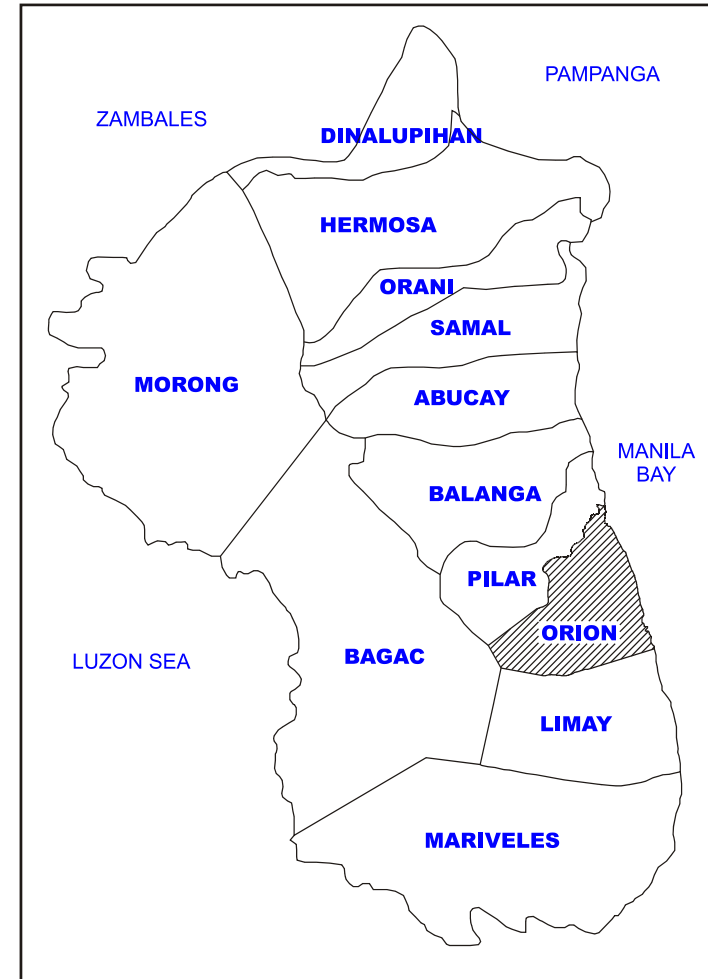 PAMPANGA
ZAMBALES
DINALUPIHAN
HERMOSA
ORANI
SAMAL
MORONG
ABUCAY
MANILA
BAY
BALANGA
PILAR
ORION
BAGAC
LUZON SEA
LIMAY
MARIVELES